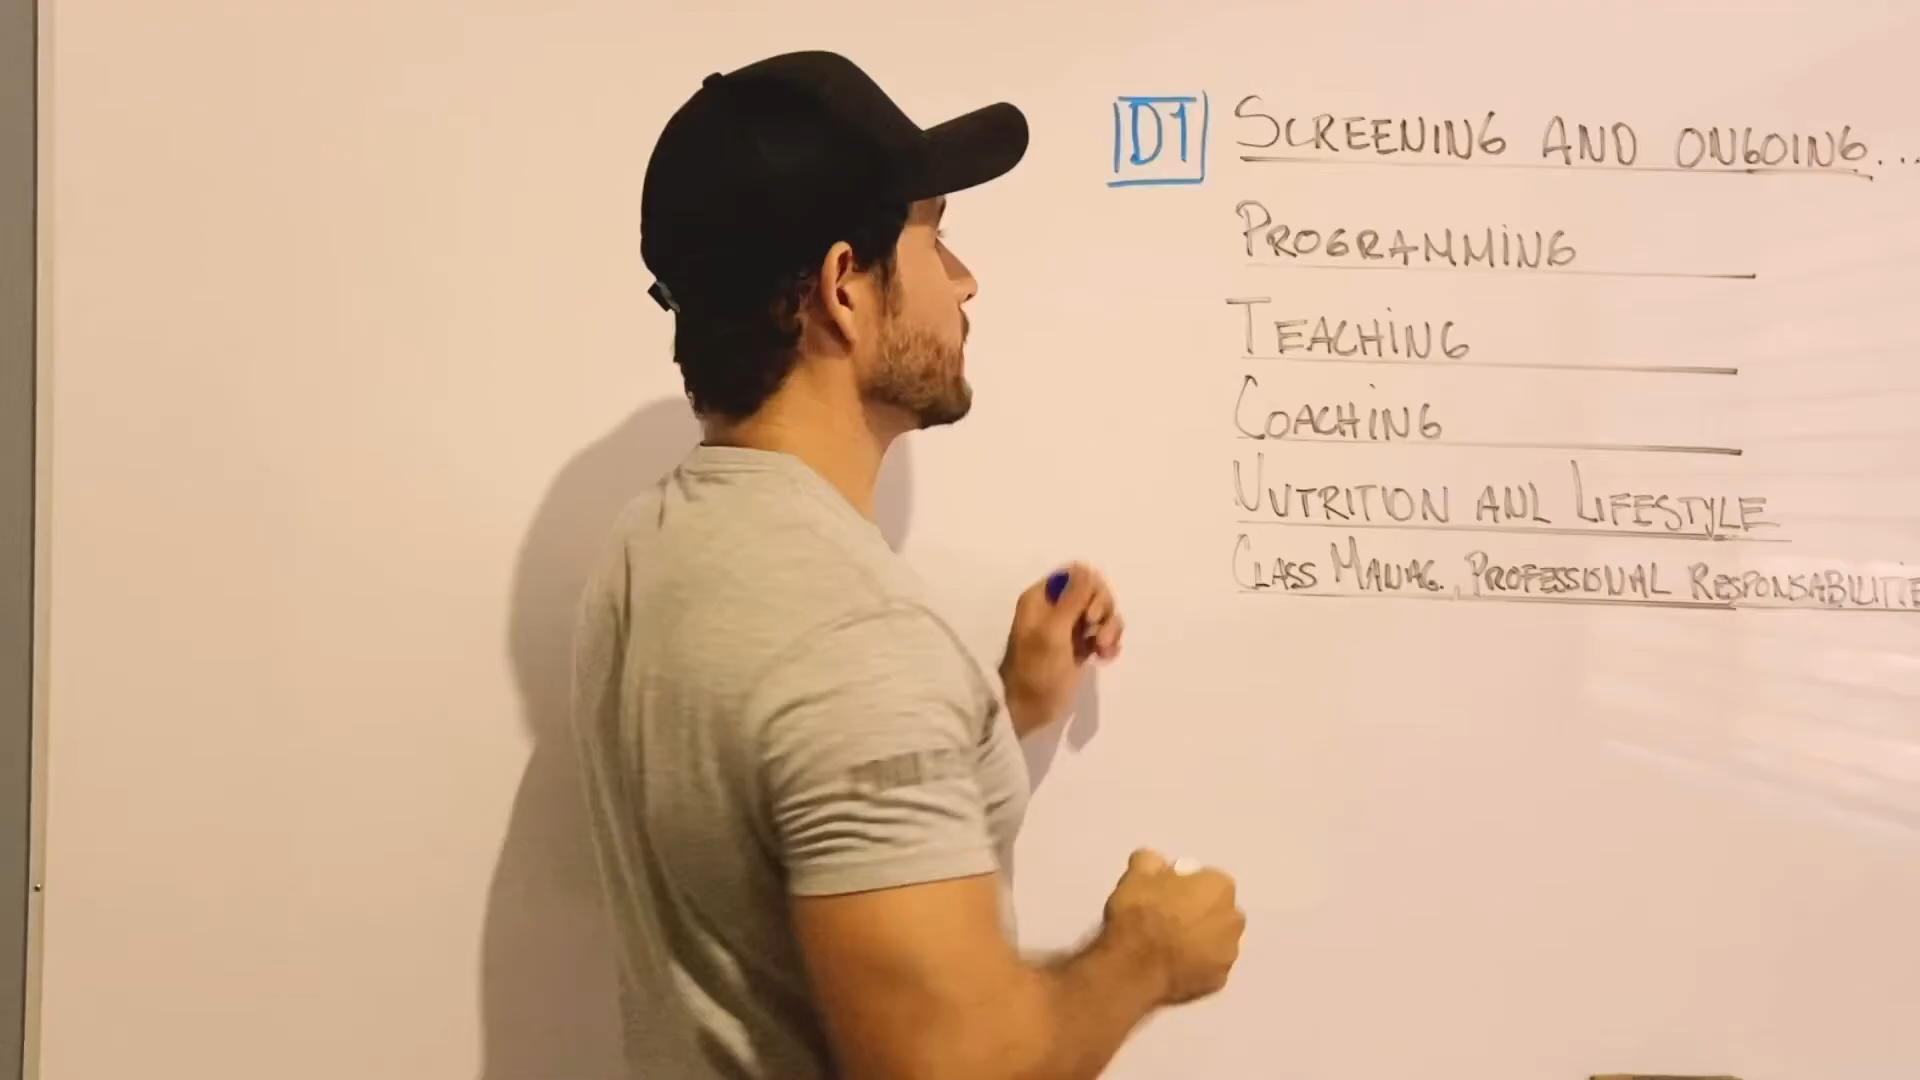 D1 SCREENING AND ONGOING...
PROGRAMMING
TEACHING
COACHING
NUTRITION ANL LIFESTYLE
CLASS MANAG. PROFESSIONAL RESPONSABILITIE